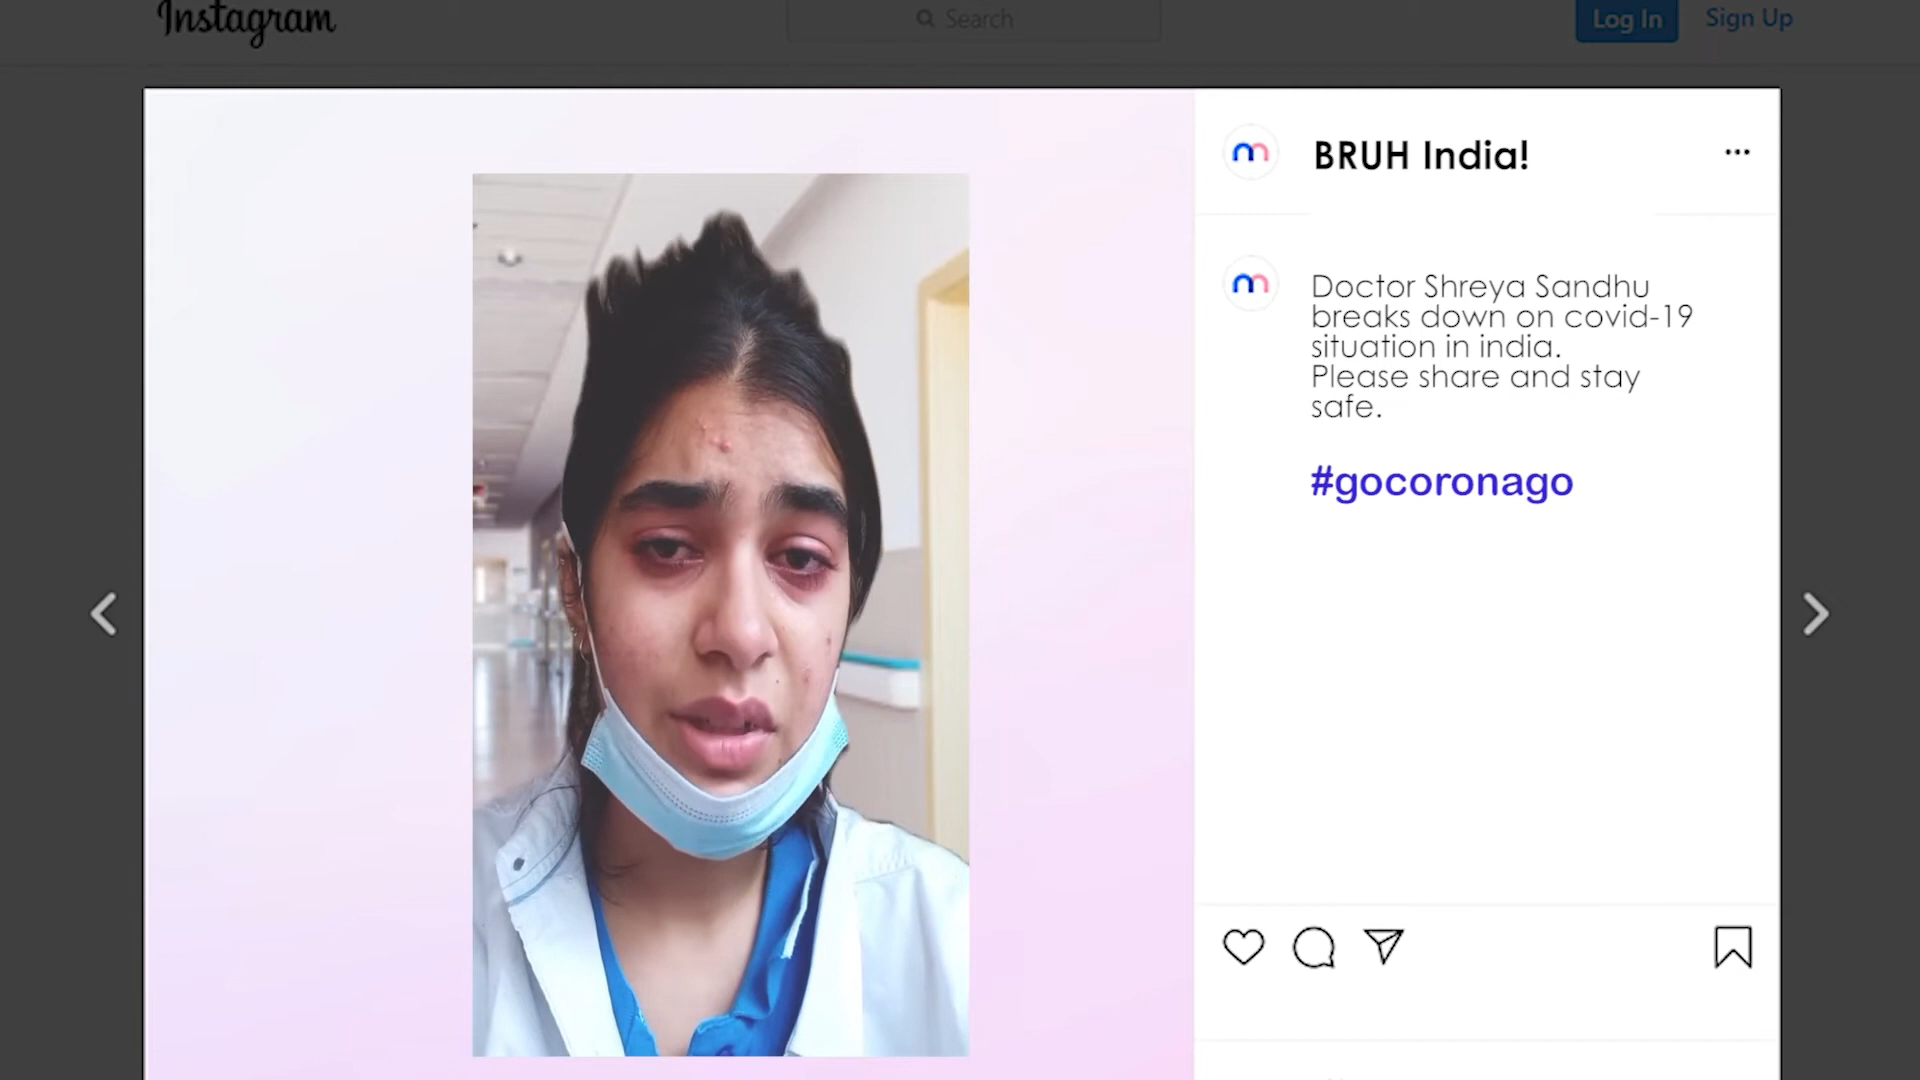 Instagram
Search
Log In
Sign Up
BRUH India!
Doctor Shreya Sandhu
breaks down on covid-19
situation in india.
Please share and stay
safe.
#gocoronago